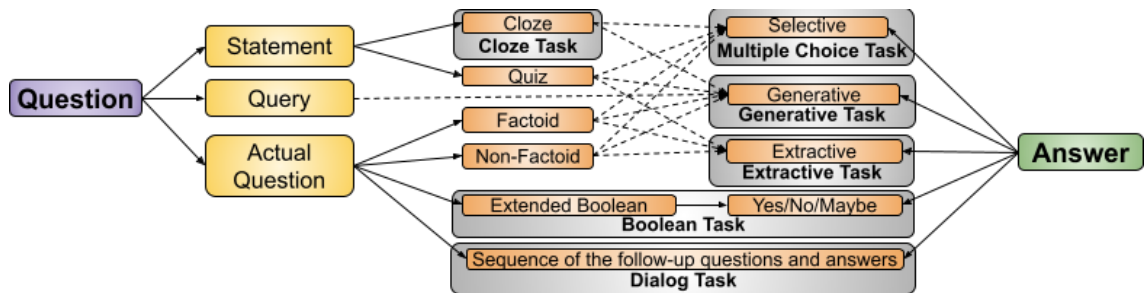 Question
Statement
Query
Actual
Question
Cloze
Cloze Task
Quiz
Factoid
Non-Factoid
Selective
Multiple Choice Task
Generative
Generative Task
Extractive
Extractive Task
Extended Boolean
Yes/No/Maybe
Boolean Task
Sequence of the follow-up questions and answers
Dialog Task
Answer